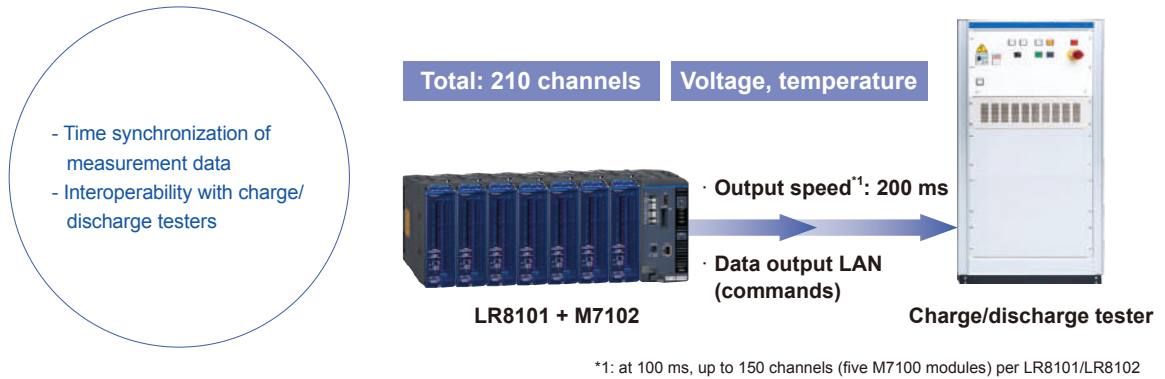 - Time synchronization of
measurement data
- Interoperability with charge/
discharge testers
Total: 210 channels
Voltage, temperature
· Output speed*1: 200 ms
· Data output LAN
(commands)
LR8101 + M7102
Charge/discharge tester
*1: at 100 ms, up to 150 channels (five M7100 modules) per LR8101/LR8102